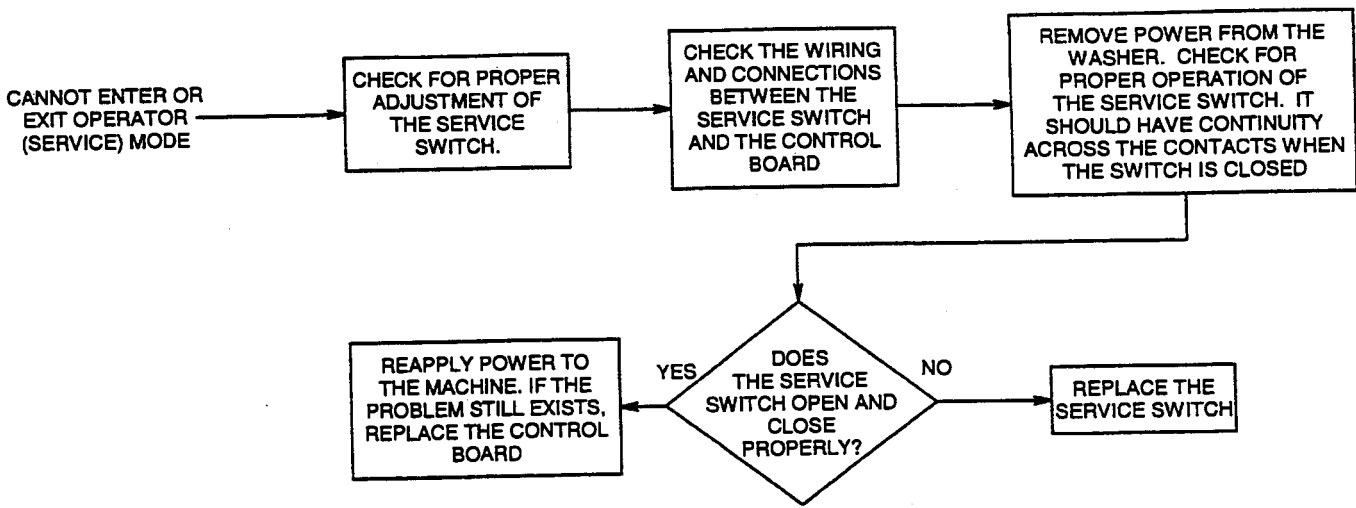 CANNOT ENTER OR
EXIT OPERATOR
(SERVICE) MODE
CHECK FOR PROPER
ADJUSTMENT OF
THE SERVICE
SWITCH.
CHECK THE WIRING
AND CONNECTIONS
BETWEEN THE
SERVICE SWITCH
AND THE CONTROL
BOARD
REMOVE POWER FROM THE
WASHER. CHECK FOR
PROPER OPERATION OF
THE SERVICE SWITCH. IT
SHOULD HAVE CONTINUITY
ACROSS THE CONTACTS WHEN
THE SWITCH IS CLOSED
DOES
THE SERVICE
SWITCH OPEN AND
CLOSE
PROPERLY?
YES
REAPPLY POWER TO
THE MACHINE. IF THE
PROBLEM STILL EXISTS,
REPLACE THE CONTROL
BOARD
NO
REPLACE THE
SERVICE SWITCH